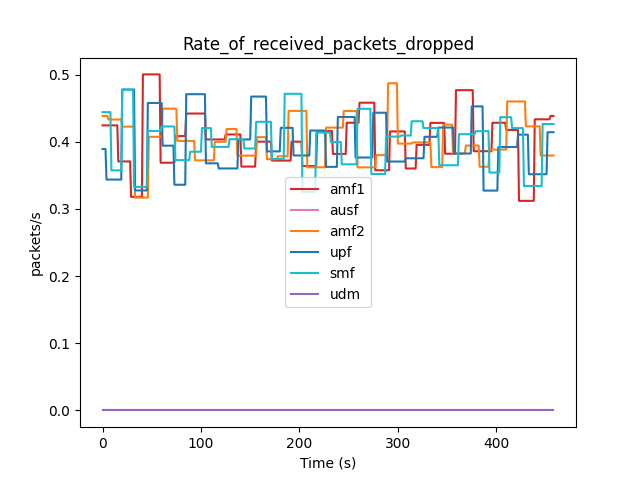 Rate_of_received_packets_dropped
packets/s
0.5
0.4
0.3
0.2
0.1
0.0
amf1
ausf
amf2
upf
smf
udm
0
100
200
300
400
Time (s)